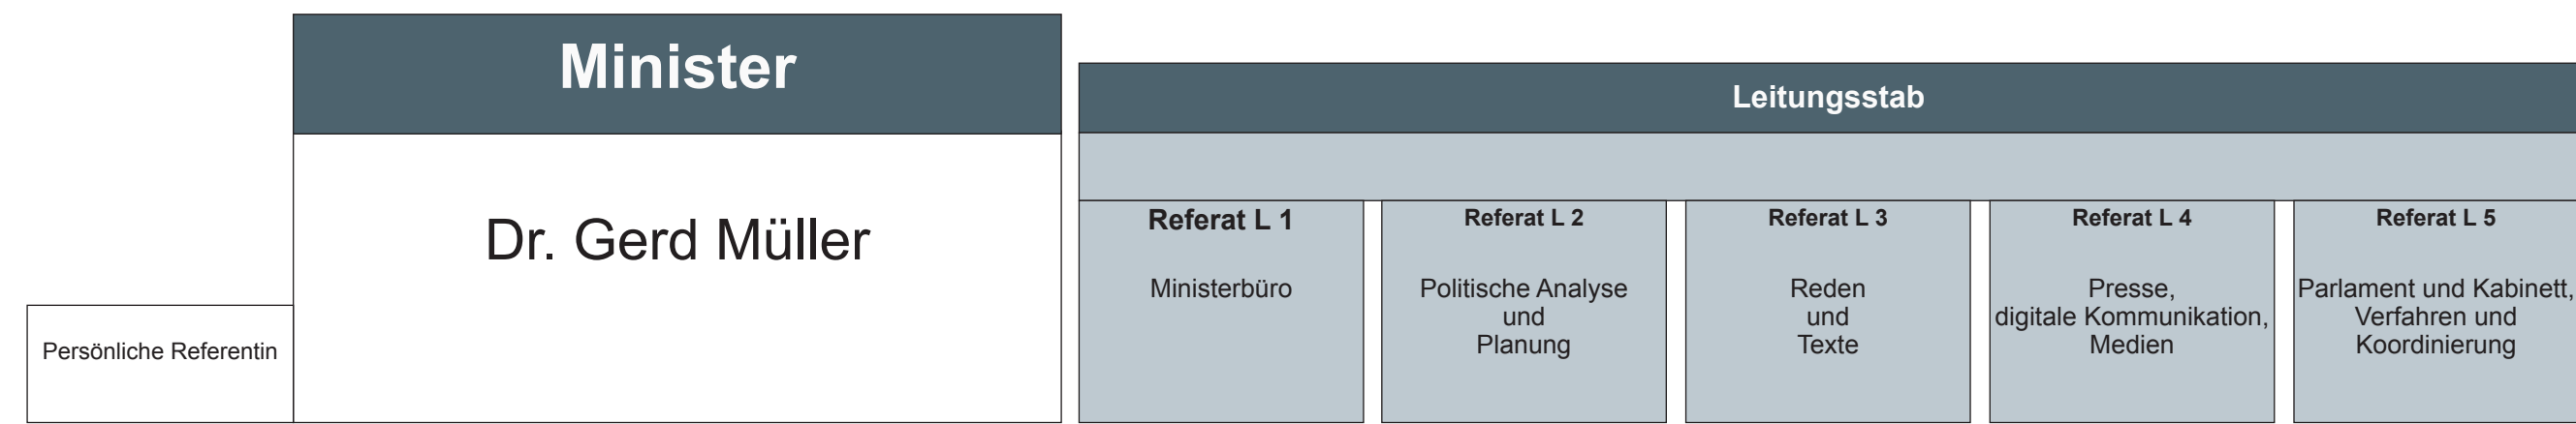 Minister
Dr. Gerd Müller
Persönliche Referentin
Leitungsstab
Referat L 1
Ministerbüro
Referat L 2
Politische Analyse
und
Planung
Referat L 3
Reden
und
Texte
Referat L 4
Presse,
digitale Kommunikation,
Medien
Referat L 5
Parlament und Kabinett,
Verfahren und
Koordinierung